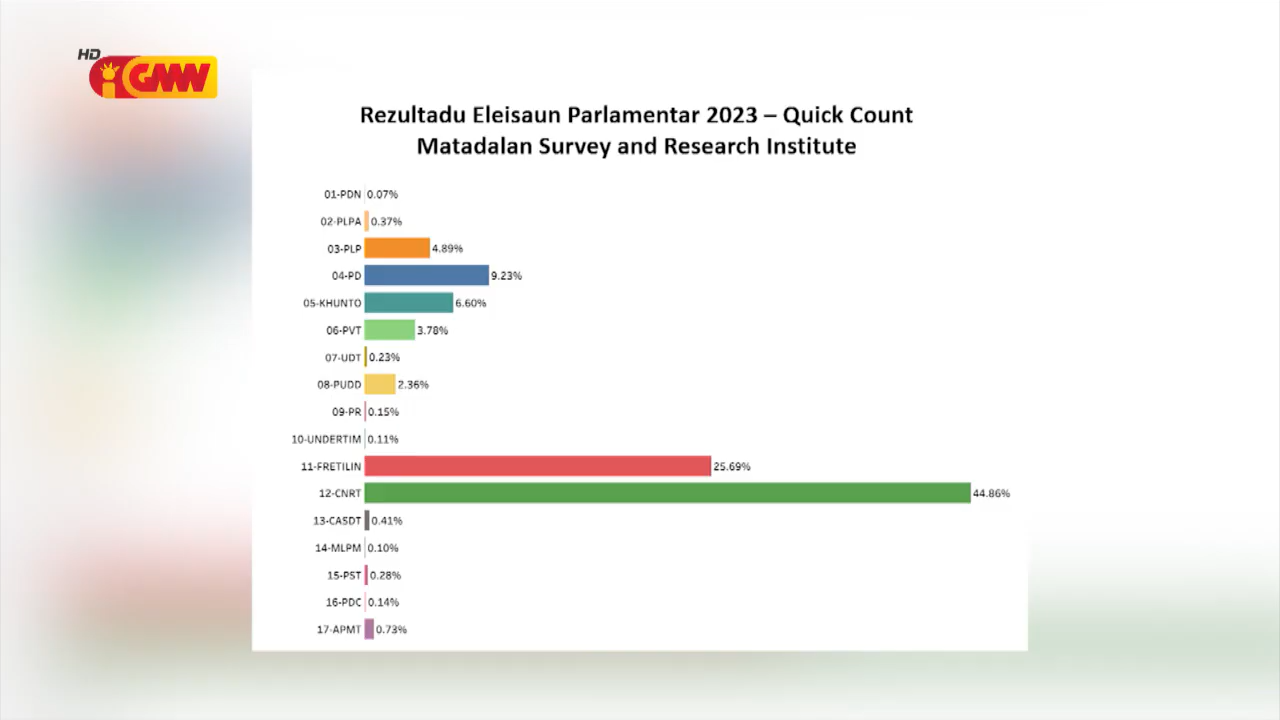 HD
iGMW
Rezultadu Eleisaun Parlamentar 2023 – Quick Count
Matadalan Survey and Research Institute
01-PDN 0.07%
02-PLPA 0.37%
03-PLP 4.89%
04-PD 9.23%
05-KHUNTO 6.60%
06-PVT 3.78%
07-UDT 0.23%
08-PUDD 2.36%
09-PR 0.15%
10-UNDERTIM 0.11%
11-FRETILIN 25.69%
12-CNRT 44.86%
13-CASDT 0.41%
14-MLPM 0.10%
15-PST 0.28%
16-PDC 0.14%
17-APMT 0.73%